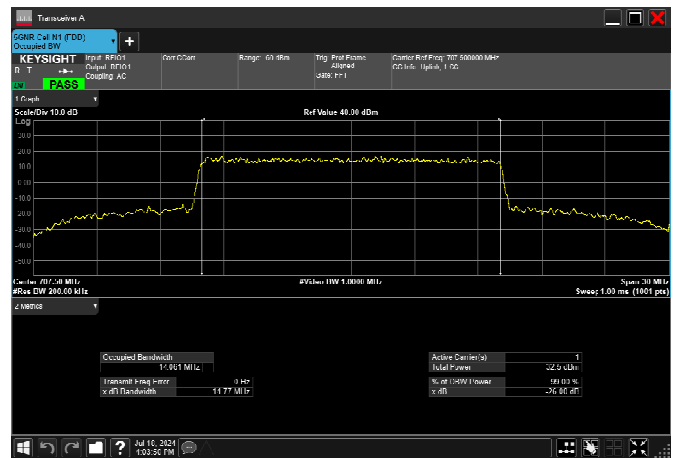 Transceiver A
5GNR Cell N1 (FDD)
Occupied BW
+
KEYSIGHT
R T
PASS
Input: RFIO1
Output: RFIO1
Coupling: AC
Corr CCorr
Range: 60 dBm
Trig: Prot Frame
Aligned
Gate: FFT
Carrier Ref Freq: 707.500000 MHz
CC Info: Uplink, 1 CC
1 Graph
Scale/Div 10.0 dB
Ref Value 40.00 dBm
Log
30.0
20.0
10.0
0.00
-10.0
-20.0
-30.0
-40.0
-50.0
Center 707.50 MHz
#Video BW 1.0000 MHz
Span 30 MHz
#Res BW 200.00 kHz
Sweep 1.00 ms (1001 pts)
2 Metrics
Occupied Bandwidth
14.061 MHz
Transmit Freq Error 0 Hz
x dB Bandwidth 14.77 MHz
Active Carrier(s) 1
Total Power 32.5 dBm
% of OBW Power 99.00 %
x dB -26.00 dB
?
Jul 18, 2024
4:03:50 PM